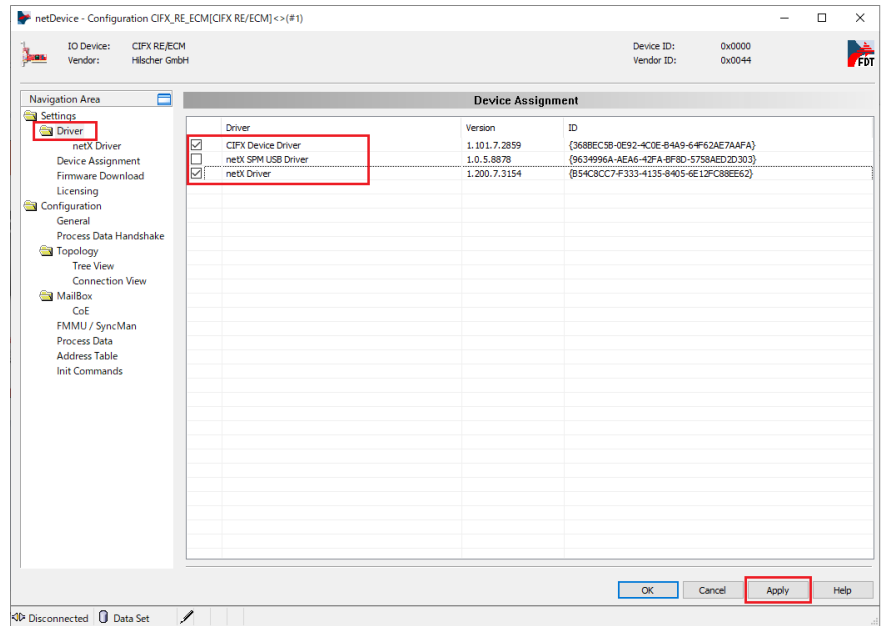 netDevice - Configuration CIFX_RE_ECM[CIFX RE/ECM]<>(#1)
IO Device: CIFX RE/ECM Device ID: 0x0000
Vendor: Hilscher GmbH Vendor ID: 0x0044
FDT
Navigation Area Device Assignment
Settings
Driver
netX Driver
Device Assignment
Firmware Download
Licensing
Configuration
General
Process Data Handshake
Topology
Tree View
Connection View
MailBox
CoE
FMMU / SyncMan
Process Data
Address Table
Init Commands
Driver Version ID
CIFX Device Driver 1.101.7.2859 {368BEC5B-0E92-4C0E-B4A9-64F62AE7AAFA}
netX SPM USB Driver 1.0.5.8878 {9634996A-AEA6-42FA-BF8D-5758AED2D303}
netX Driver 1.200.7.3154 {B54C8CC7-F333-4135-8405-6E12FC88EE62}
OK Cancel Apply Help
Disconnected Data Set